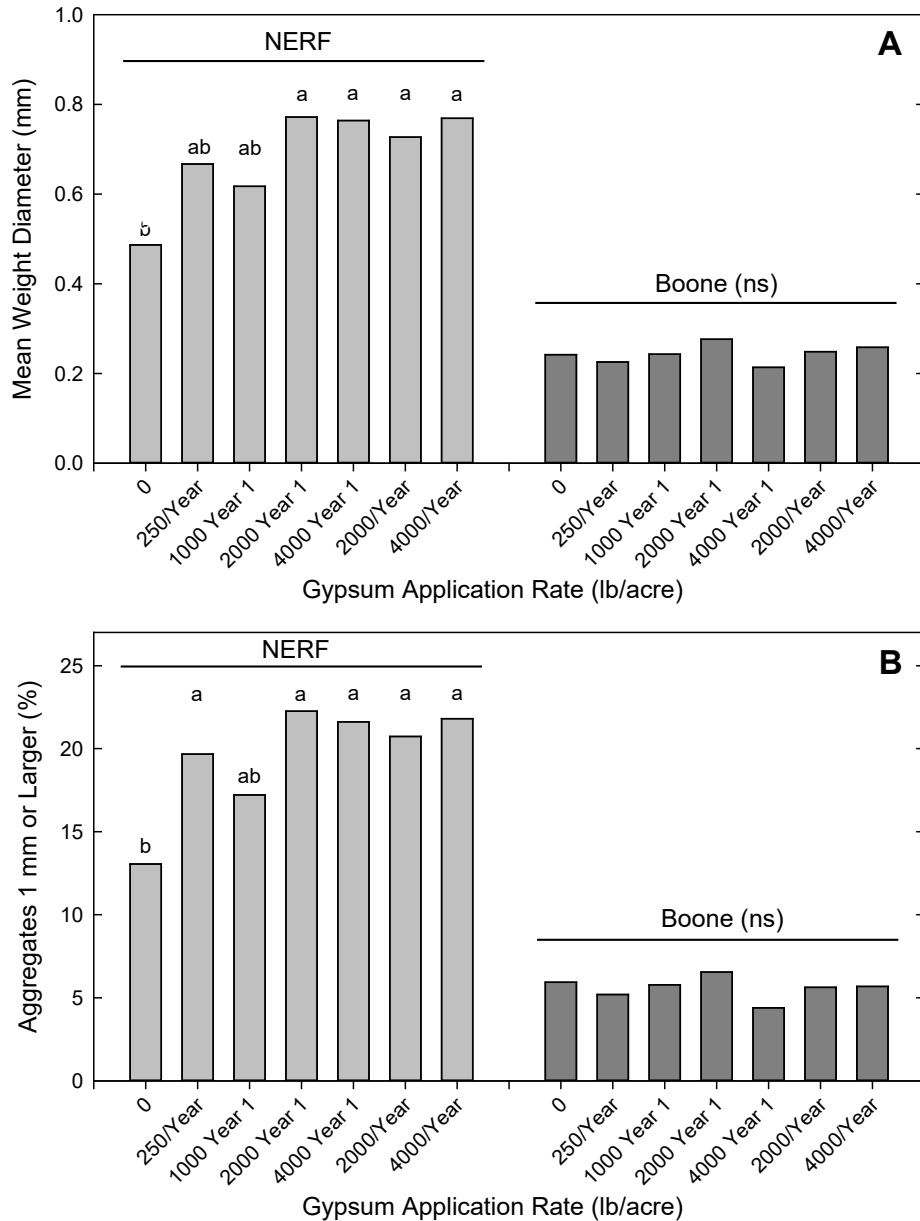 A
NERF
Mean Weight Diameter (mm)
1.0
0.8
0.6
0.4
0.2
0.0
b
ab
ab
a
a
a
a
Boone (ns)
0
250/Year
1000 Year 1
2000 Year 1
4000 Year 1
2000/Year
4000/Year
0
250/Year
1000 Year 1
2000 Year 1
4000 Year 1
2000/Year
4000/Year
Gypsum Application Rate (lb/acre)
B
NERF
Aggregates 1 mm or Larger (%)
25
20
15
10
5
0
b
a
ab
a
a
a
a
Boone (ns)
0
250/Year
1000 Year 1
2000 Year 1
4000 Year 1
2000/Year
4000/Year
0
250/Year
1000 Year 1
2000 Year 1
4000 Year 1
2000/Year
4000/Year
Gypsum Application Rate (lb/acre)